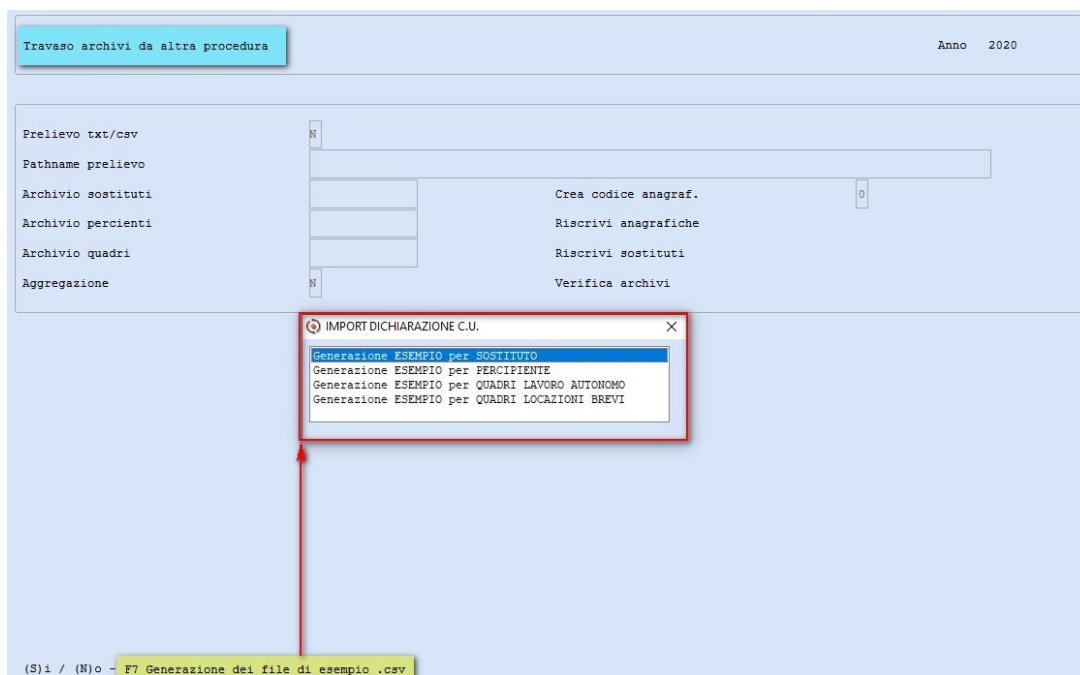 Travaso archivi da altra procedura Anno 2020
Prelievo txt/csv N
Pathname prelievo
Archivio sostituti Crea codice anagraf. 0
Archivio percienti Riscrivi anagrafiche
Archivio quadri Riscrivi sostituti
Aggregazione N Verifica archivi
IMPORT DICHIARAZIONE C.U.
Generazione ESEMPIO per SOSTITUTO
Generazione ESEMPIO per PERCIPIENTE
Generazione ESEMPIO per QUADRI LAVORO AUTONOMO
Generazione ESEMPIO per QUADRI LOCAZIONI BREVI
(S)i / (N)o - F7 Generazione dei file di esempio .csv